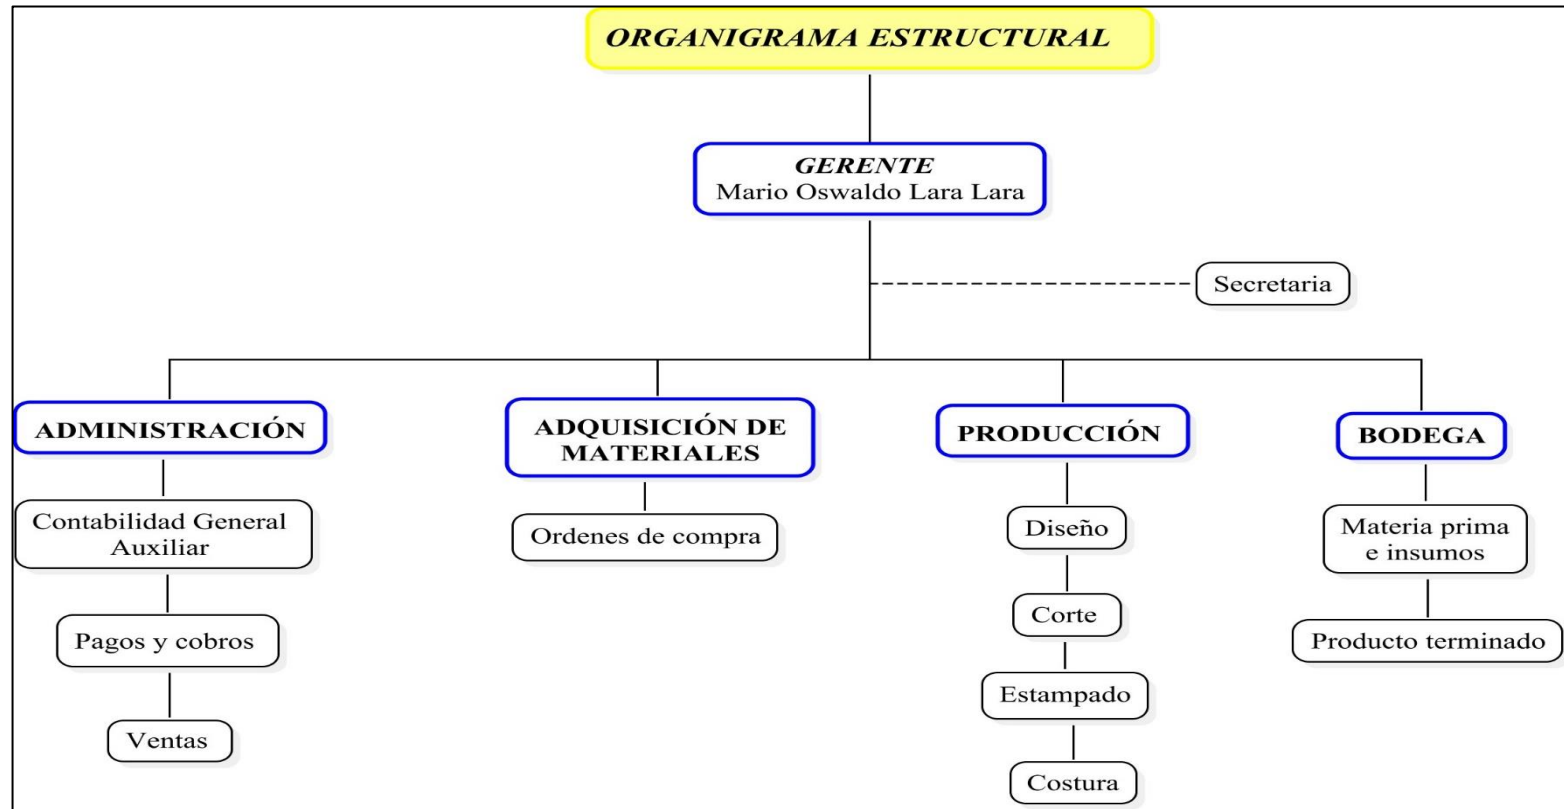 ORGANIGRAMA ESTRUCTURAL
GERENTE
Mario Oswaldo Lara Lara
Secretaria
ADMINISTRACIÓN
Contabilidad General
Auxiliar
Pagos y cobros
Ventas
ADQUISICIÓN DE
MATERIALES
Ordenes de compra
PRODUCCIÓN
Diseño
Corte
Estampado
Costura
BODEGA
Materia prima
e insumos
Producto terminado